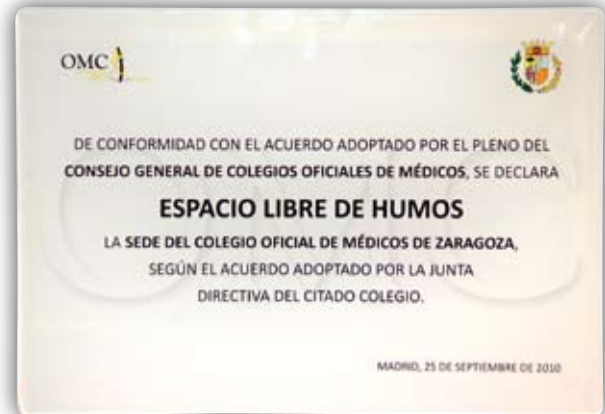 OMC
DE CONFORMIDAD CON EL ACUERDO ADOPTADO POR EL PLENO DEL
CONSEJO GENERAL DE COLEGIOS OFICIALES DE MÉDICOS, SE DECLARA
ESPACIO LIBRE DE HUMOS
LA SEDE DEL COLEGIO OFICIAL DE MÉDICOS DE ZARAGOZA,
SEGÚN EL ACUERDO ADOPTADO POR LA JUNTA
DIRECTIVA DEL CITADO COLEGIO.
MADRID, 25 DE SEPTIEMBRE DE 2010